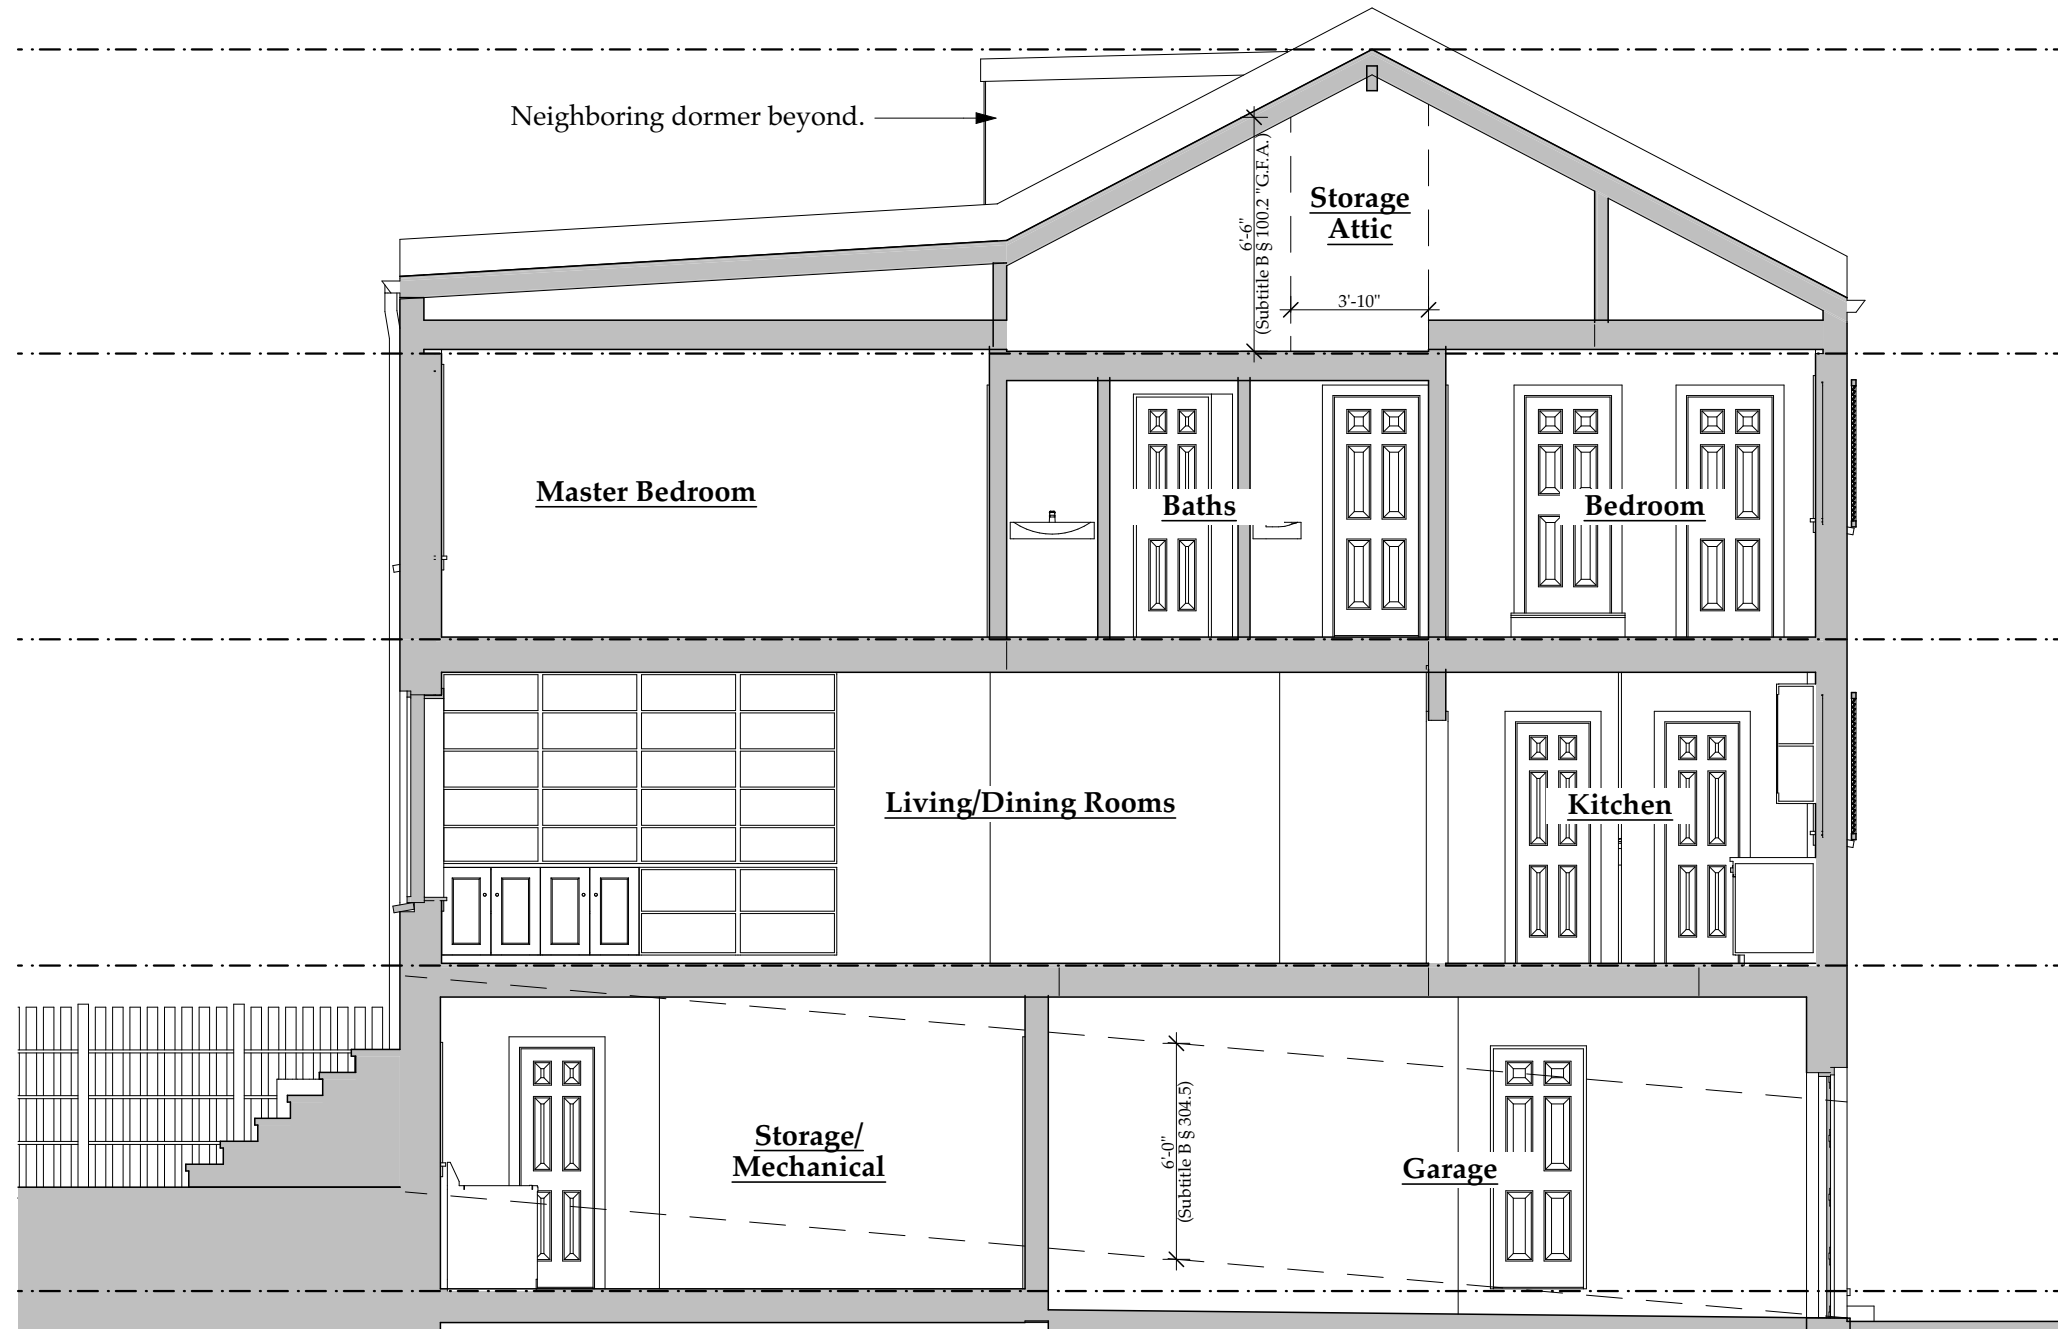 Neighboring dormer beyond.
6'-6"
(Subtitle B § 100.2 "G.F.A.)
Storage
Attic
3'-10"
Master Bedroom
Baths
Bedroom
Living/Dining Rooms
Kitchen
Storage/
Mechanical
6'-0"
(Subtitle B § 304.5)
Garage